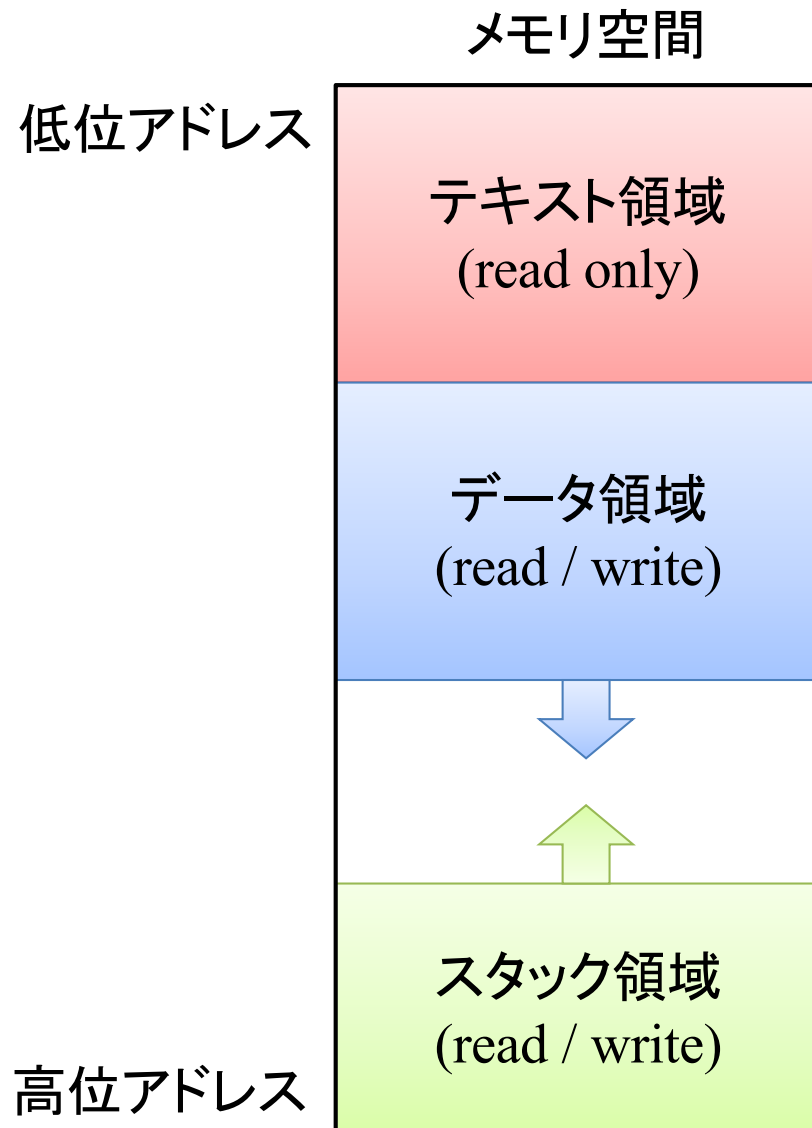 メモリ空間
低位アドレス
テキスト領域
(read only)
データ領域
(read / write)
スタック領域
(read / write)
高位アドレス